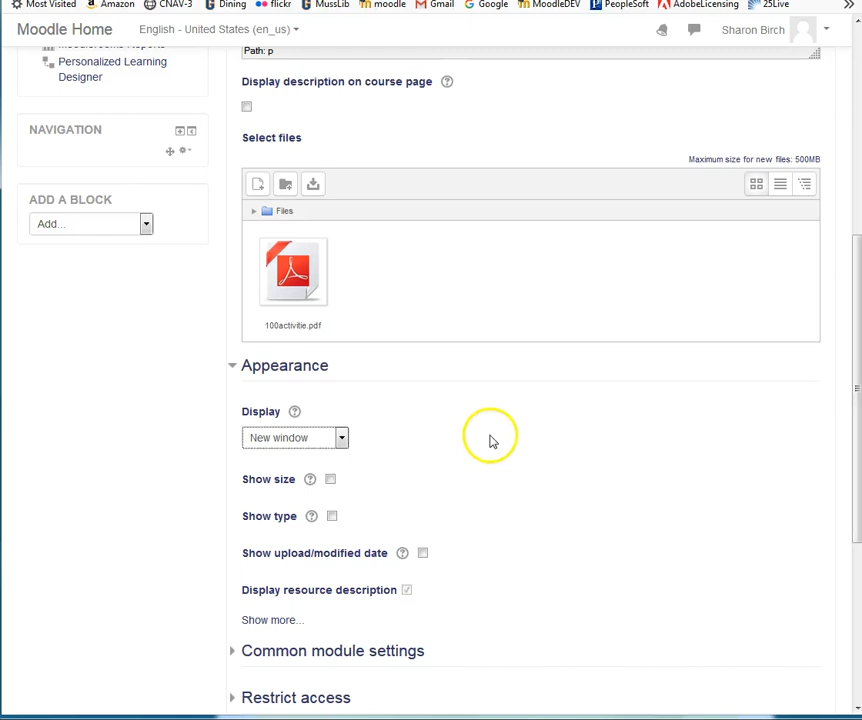 Most Visited Amazon CNAV-3 Dining flickr MussLib moodle Gmail Google MoodleDEV PeopleSoft AdobeLicensing 25Live
Moodle Home English - United States (en_us) Sharon Birch
Moodlerooms Reports
Personalized Learning
Designer
NAVIGATION
ADD A BLOCK
Add...
Path: p
Display description on course page
Select files
Maximum size for new files: 500MB
Files
100activitie.pdf
Appearance
Display
New window
Show size
Show type
Show upload/modified date
Display resource description
Show more...
Common module settings
Restrict access